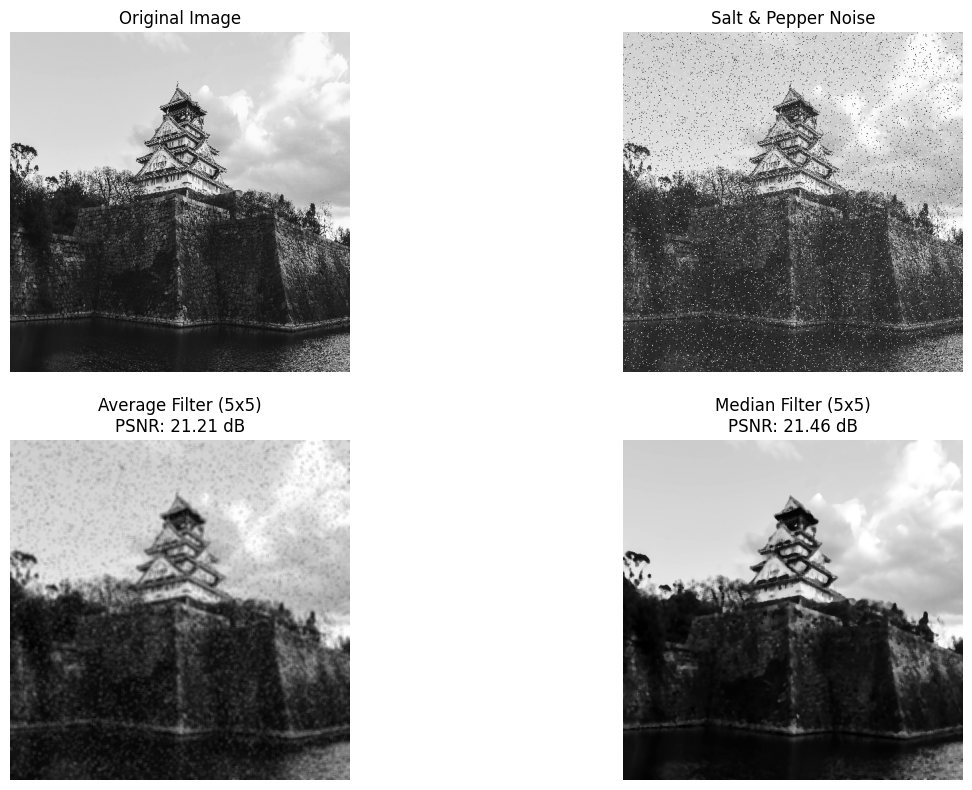 Original Image
Salt & Pepper Noise
Average Filter (5x5)
PSNR: 21.21 dB
Median Filter (5x5)
PSNR: 21.46 dB